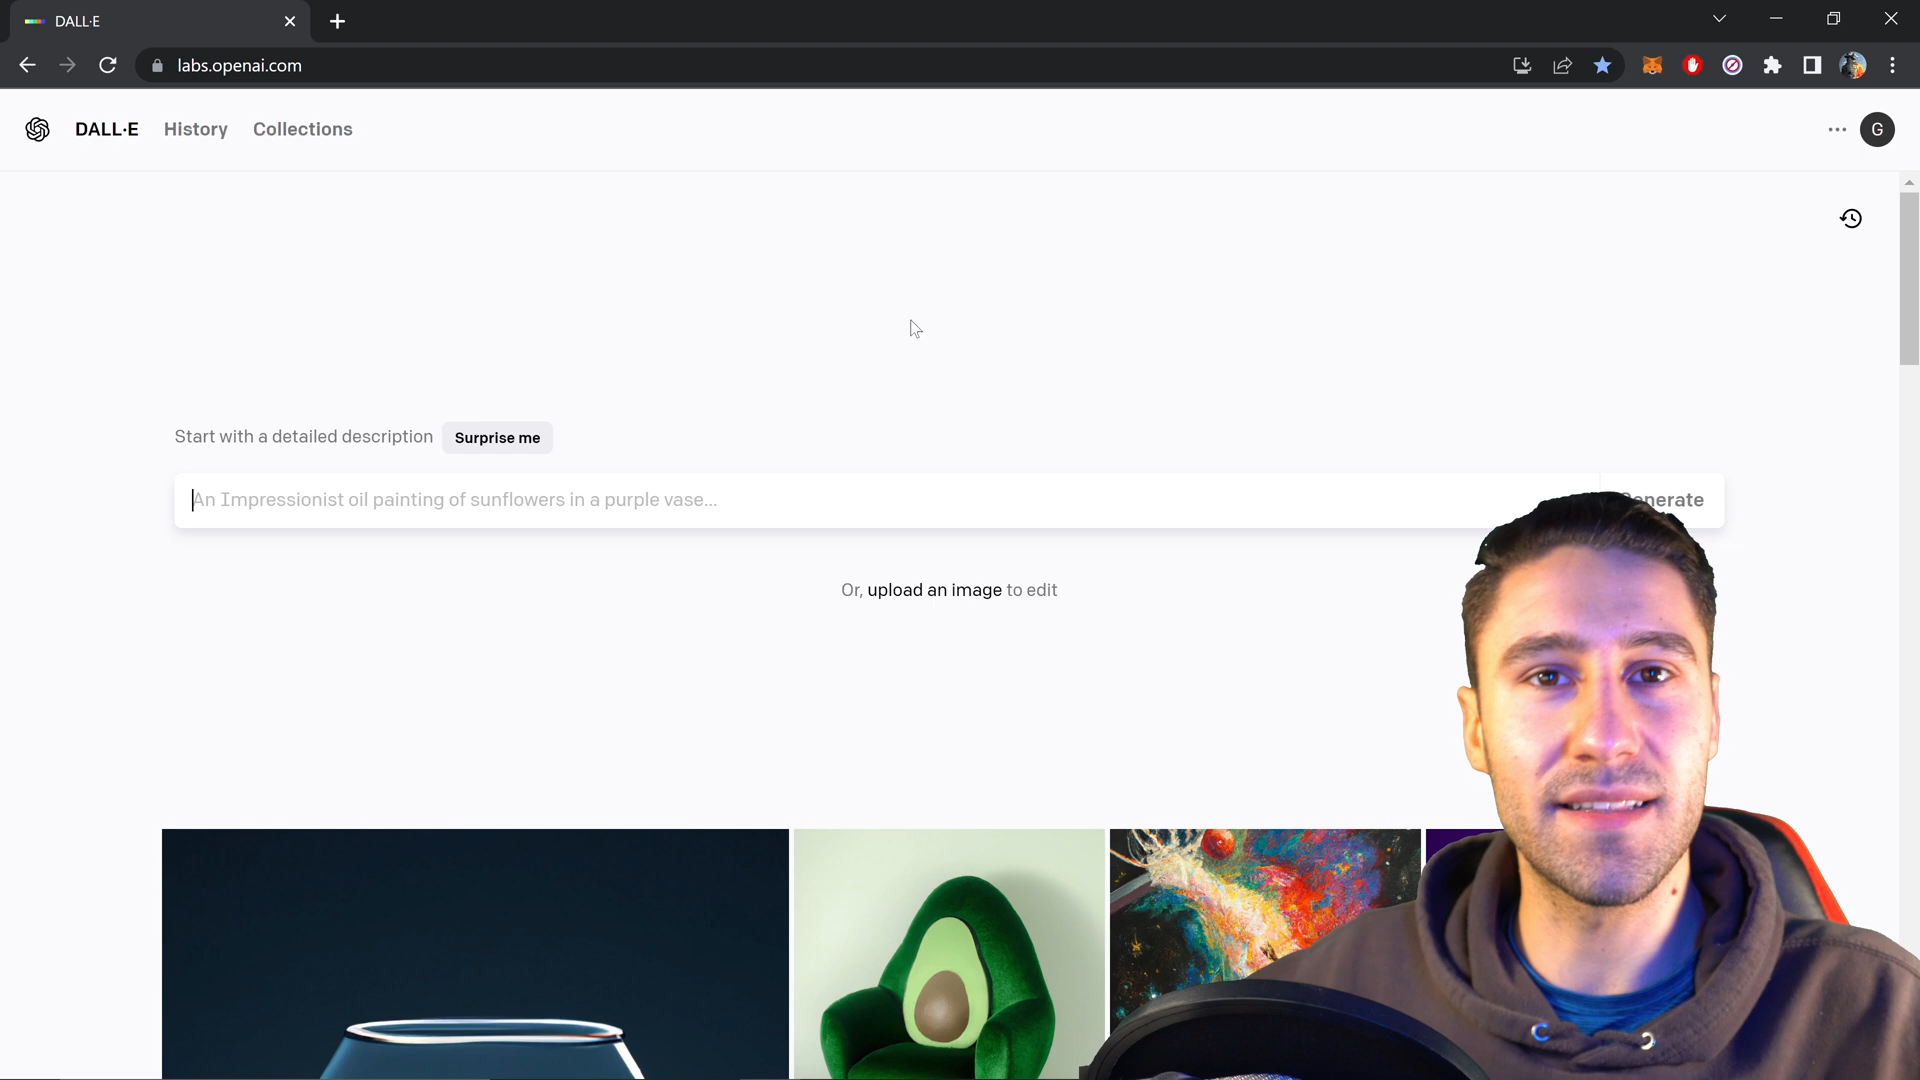 DALL·E
labs.openai.com
DALL·E History Collections
G
Start with a detailed description Surprise me
An Impressionist oil painting of sunflowers in a purple vase...
Generate
Or, upload an image to edit